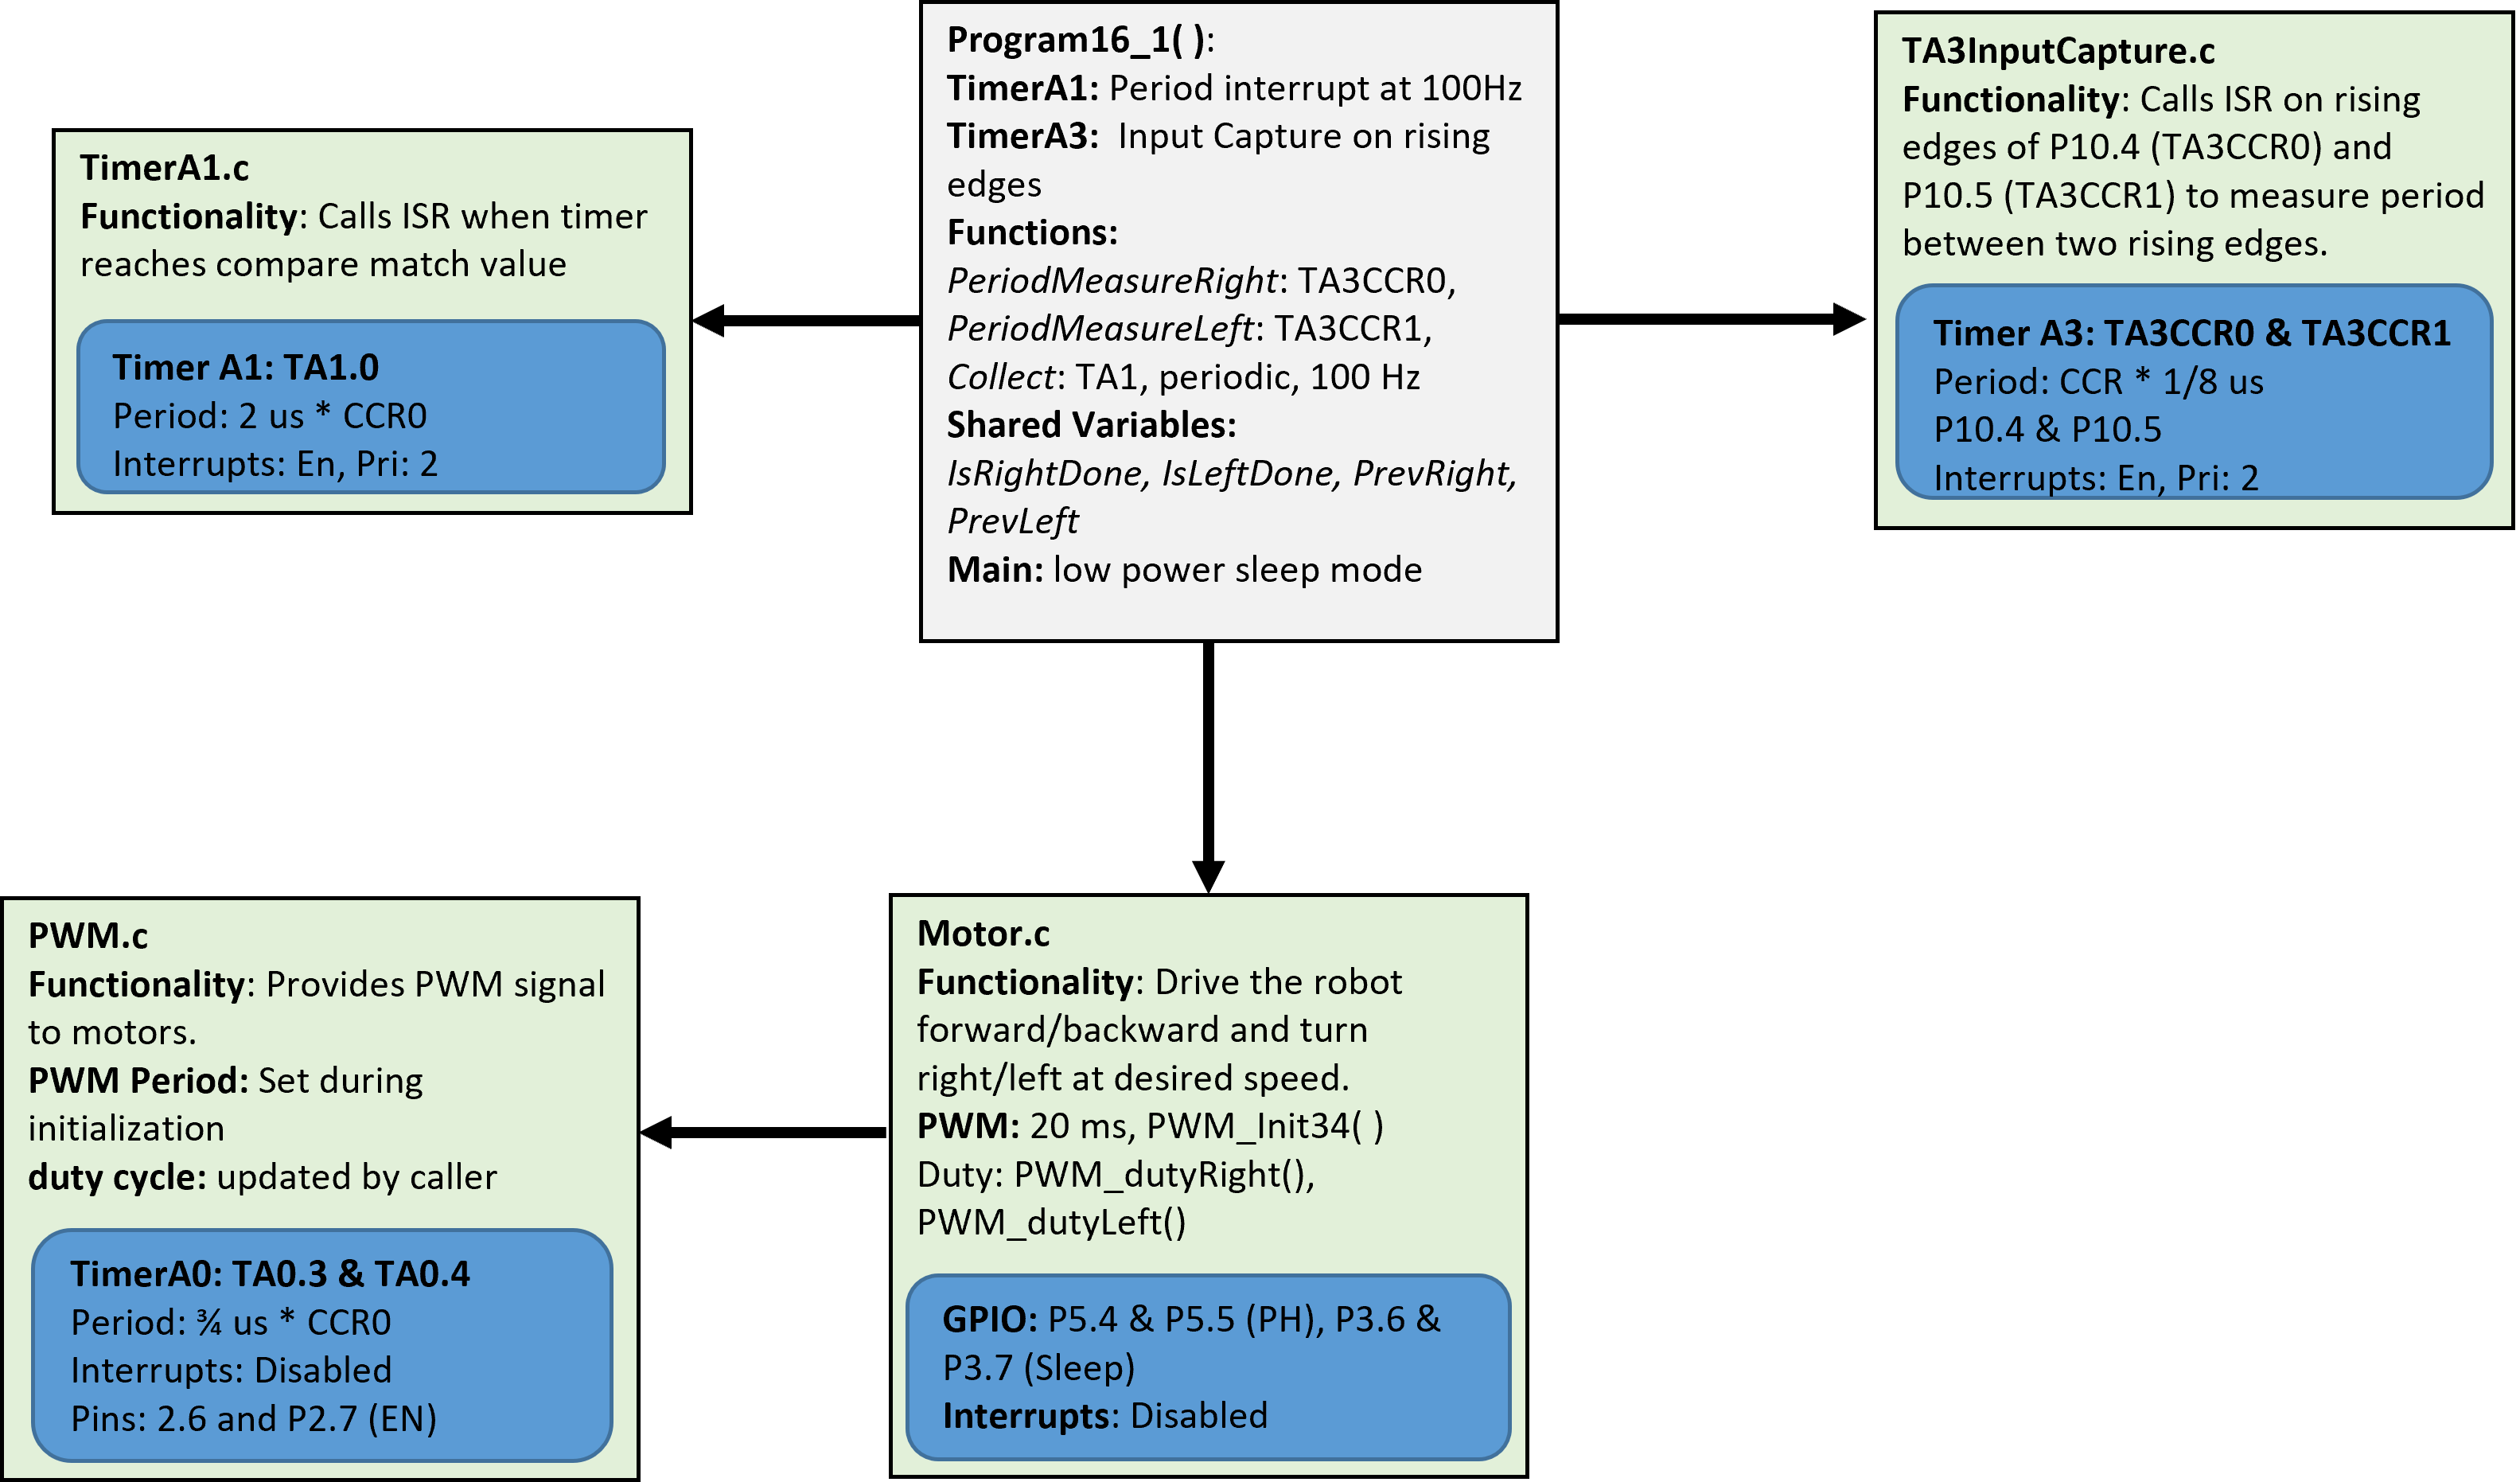 Program16_1( ):
TimerA1: Period interrupt at 100Hz
TimerA3:  Input Capture on rising
edges
Functions:
PeriodMeasureRight: TA3CCR0,
PeriodMeasureLeft: TA3CCR1,
Collect: TA1, periodic, 100 Hz
Shared Variables:
IsRightDone, IsLeftDone, PrevRight,
PrevLeft
Main: low power sleep mode
TimerA1.c
Functionality: Calls ISR when timer
reaches compare match value
Timer A1: TA1.0
Period: 2 us * CCR0
Interrupts: En, Pri: 2
TA3InputCapture.c
Functionality: Calls ISR on rising
edges of P10.4 (TA3CCR0) and
P10.5 (TA3CCR1) to measure period
between two rising edges.
Timer A3: TA3CCR0 & TA3CCR1
Period: CCR * 1/8 us
P10.4 & P10.5
Interrupts: En, Pri: 2
PWM.c
Functionality: Provides PWM signal
to motors.
PWM Period: Set during
initialization
duty cycle: updated by caller
TimerA0: TA0.3 & TA0.4
Period: ¾ us * CCR0
Interrupts: Disabled
Pins: 2.6 and P2.7 (EN)
Motor.c
Functionality: Drive the robot
forward/backward and turn
right/left at desired speed.
PWM: 20 ms, PWM_Init34( )
Duty: PWM_dutyRight(),
PWM_dutyLeft()
GPIO: P5.4 & P5.5 (PH), P3.6 &
P3.7 (Sleep)
Interrupts: Disabled